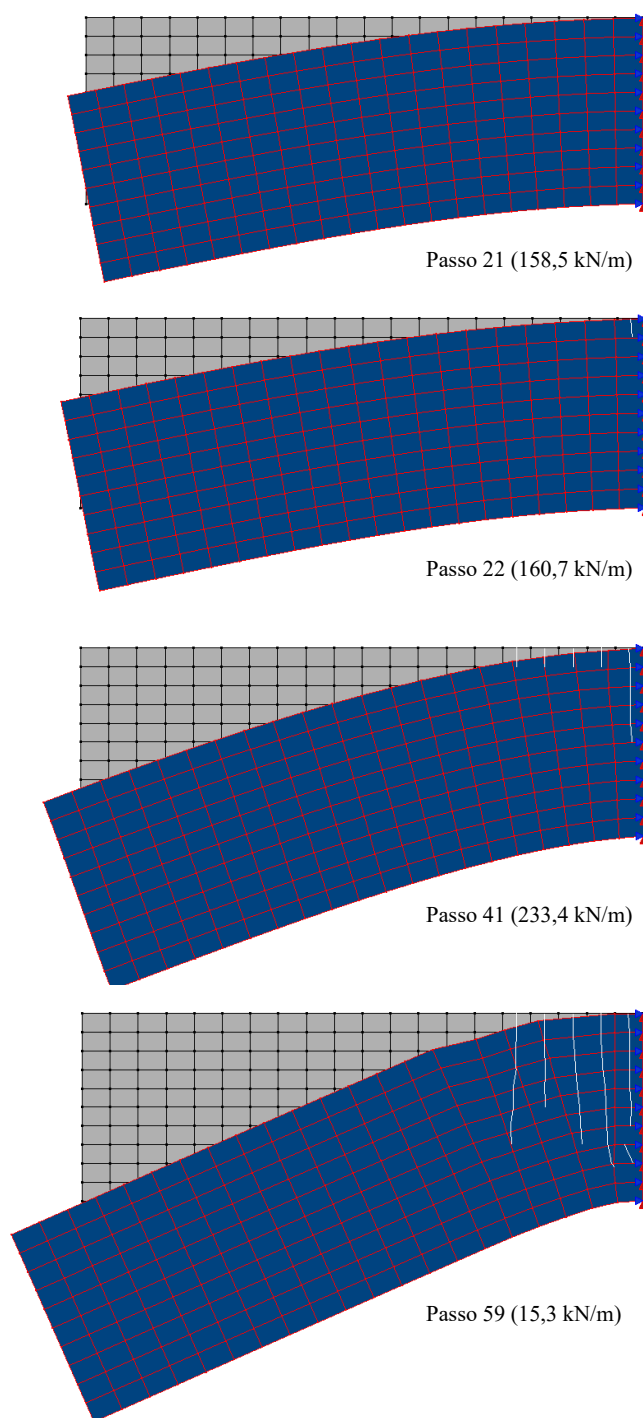 Passo 21 (158,5 kN/m)
Passo 22 (160,7 kN/m)
Passo 41 (233,4 kN/m)
Passo 59 (15,3 kN/m)